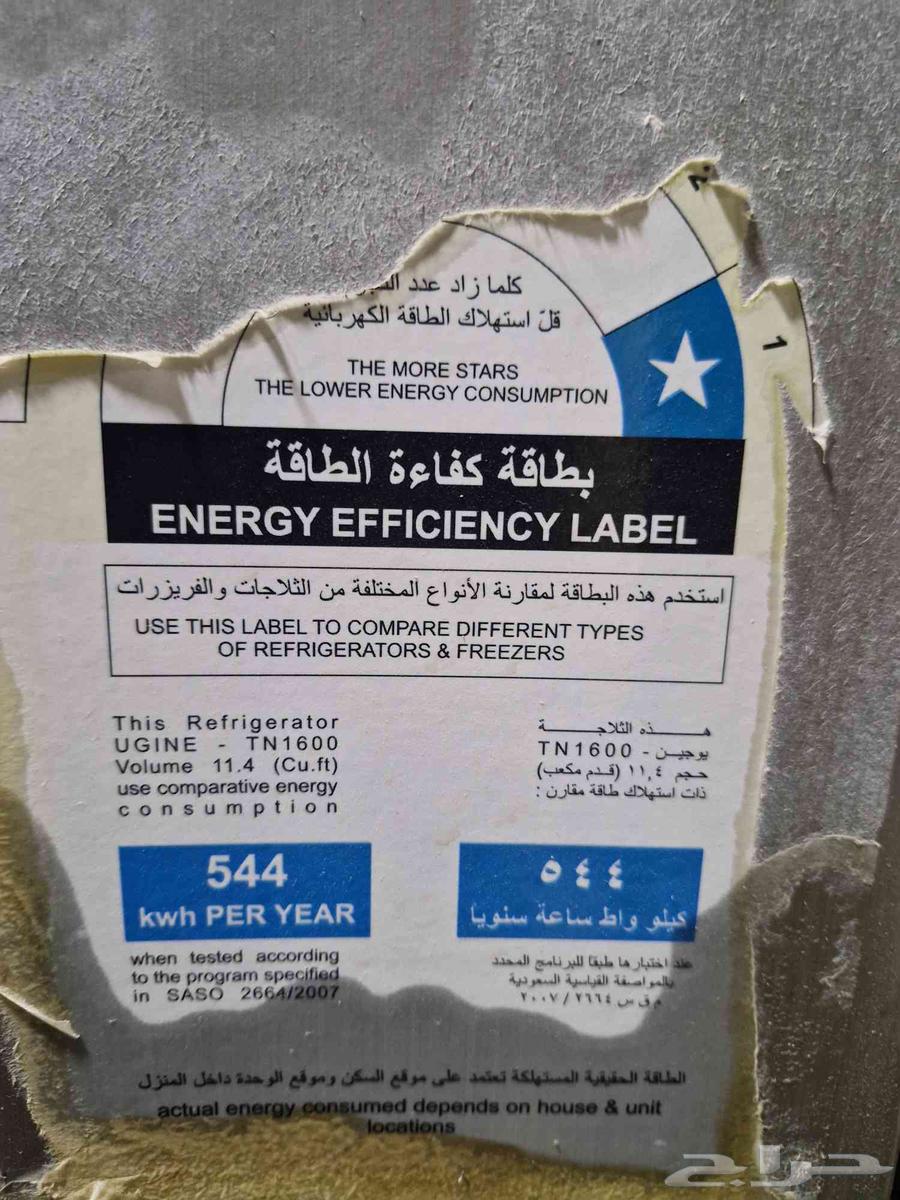 2
1
كلما زاد عدد
قلّ استهلاك الطاقة الكهربائية
THE MORE STARS
THE LOWER ENERGY CONSUMPTION
بطاقة كفاءة الطاقة
ENERGY EFFICIENCY LABEL
استخدم هذه البطاقة لمقارنة الأنواع المختلفة من الثلاجات والفريزرات
USE THIS LABEL TO COMPARE DIFFERENT TYPES
OF REFRIGERATORS & FREEZERS
This Refrigerator
UGINE - TN1600
Volume 11.4 (Cu.ft)
use comparative energy
consumption
هـــذه الثلاجـــة
يوجين - TN1600
حجم ١١,٤ (قدم مكعب)
ذات استهلاك طاقة مقارن :
544
kwh PER YEAR
٥٤٤
كيلو واط ساعة سنويا
when tested according
to the program specified
in SASO 2664/2007
عند اختبارها طبقا للبرنامج المحدد
بالمواصفة القياسية السعودية
م ق س ٢٦٦٤ / ٢٠٠٧
الطاقة الحقيقية المستهلكة تعتمد على موقع السكن وموقع الوحدة داخل المنزل
actual energy consumed depends on house & unit
locations
حراج